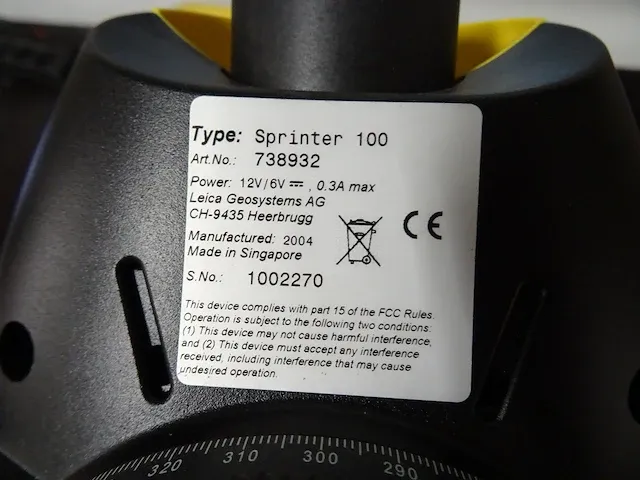 Type: Sprinter 100
Art.No.: 738932
Power: 12V/6V ⎓, 0.3A max
Leica Geosystems AG
CH-9435 Heerbrugg
Manufactured: 2004
Made in Singapore
CE
S.No.: 1002270
This device complies with part 15 of the FCC Rules.
Operation is subject to the following two conditions:
(1) This device may not cause harmful interference,
and (2) This device must accept any interference
received, including interference that may cause
undesired operation.
320 310 300 290